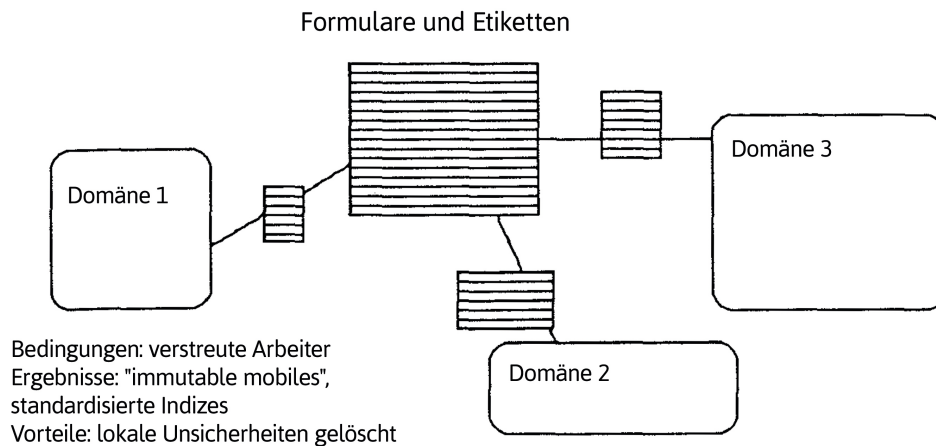 Formulare und Etiketten
Domäne 1
Domäne 3
Domäne 2
Bedingungen: verstreute Arbeiter
Ergebnisse: "immutable mobiles",
standardisierte Indizes
Vorteile: lokale Unsicherheiten gelöscht